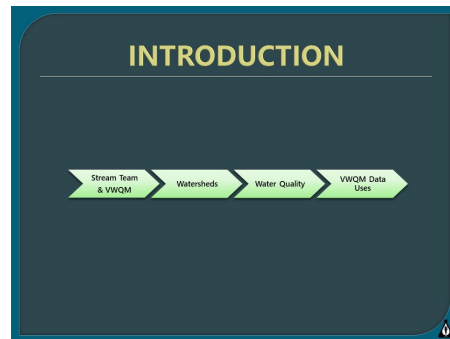 INTRODUCTION
Stream Team
& VWQM
Watersheds
Water Quality
VWQM Data
Uses